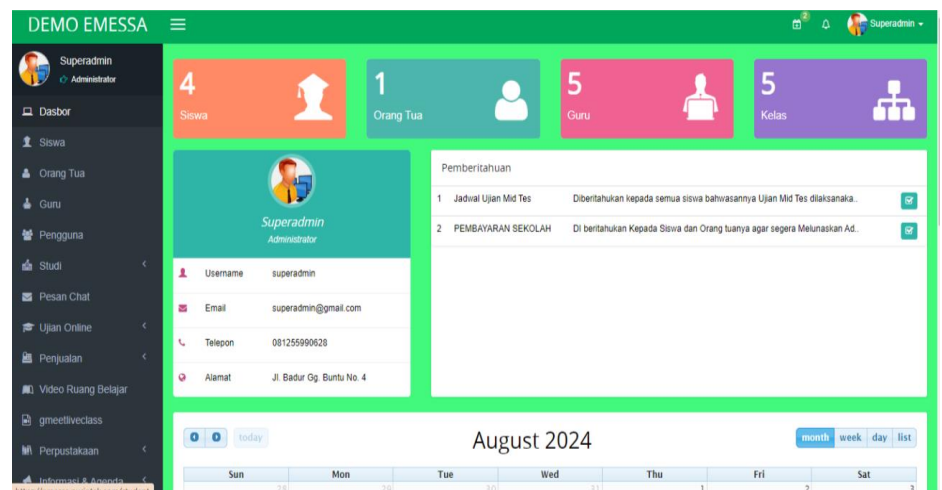 DEMO EMESSA
2
Superadmin
Superadmin
Administrator
Dasbor
Siswa
Orang Tua
Guru
Pengguna
Studi
Pesan Chat
Ujian Online
Penjualan
Video Ruang Belajar
gmeetliveclass
Perpustakaan
Informasi & Agenda
4
Siswa
1
Orang Tua
5
Guru
5
Kelas
Superadmin
Administrator
Username superadmin
Email superadmin@gmail.com
Telepon 081255990628
Alamat Jl. Badur Gg. Buntu No. 4
Pemberitahuan
1 Jadwal Ujian Mid Tes Diberitahukan kepada semua siswa bahwasannya Ujian Mid Tes dilaksanaka..
2 PEMBAYARAN SEKOLAH DI beritahukan Kepada Siswa dan Orang tuanya agar segera Melunaskan Ad..
today
August 2024
month week day list
Sun Mon Tue Wed Thu Fri Sat
28 29 30 31 1 2 3